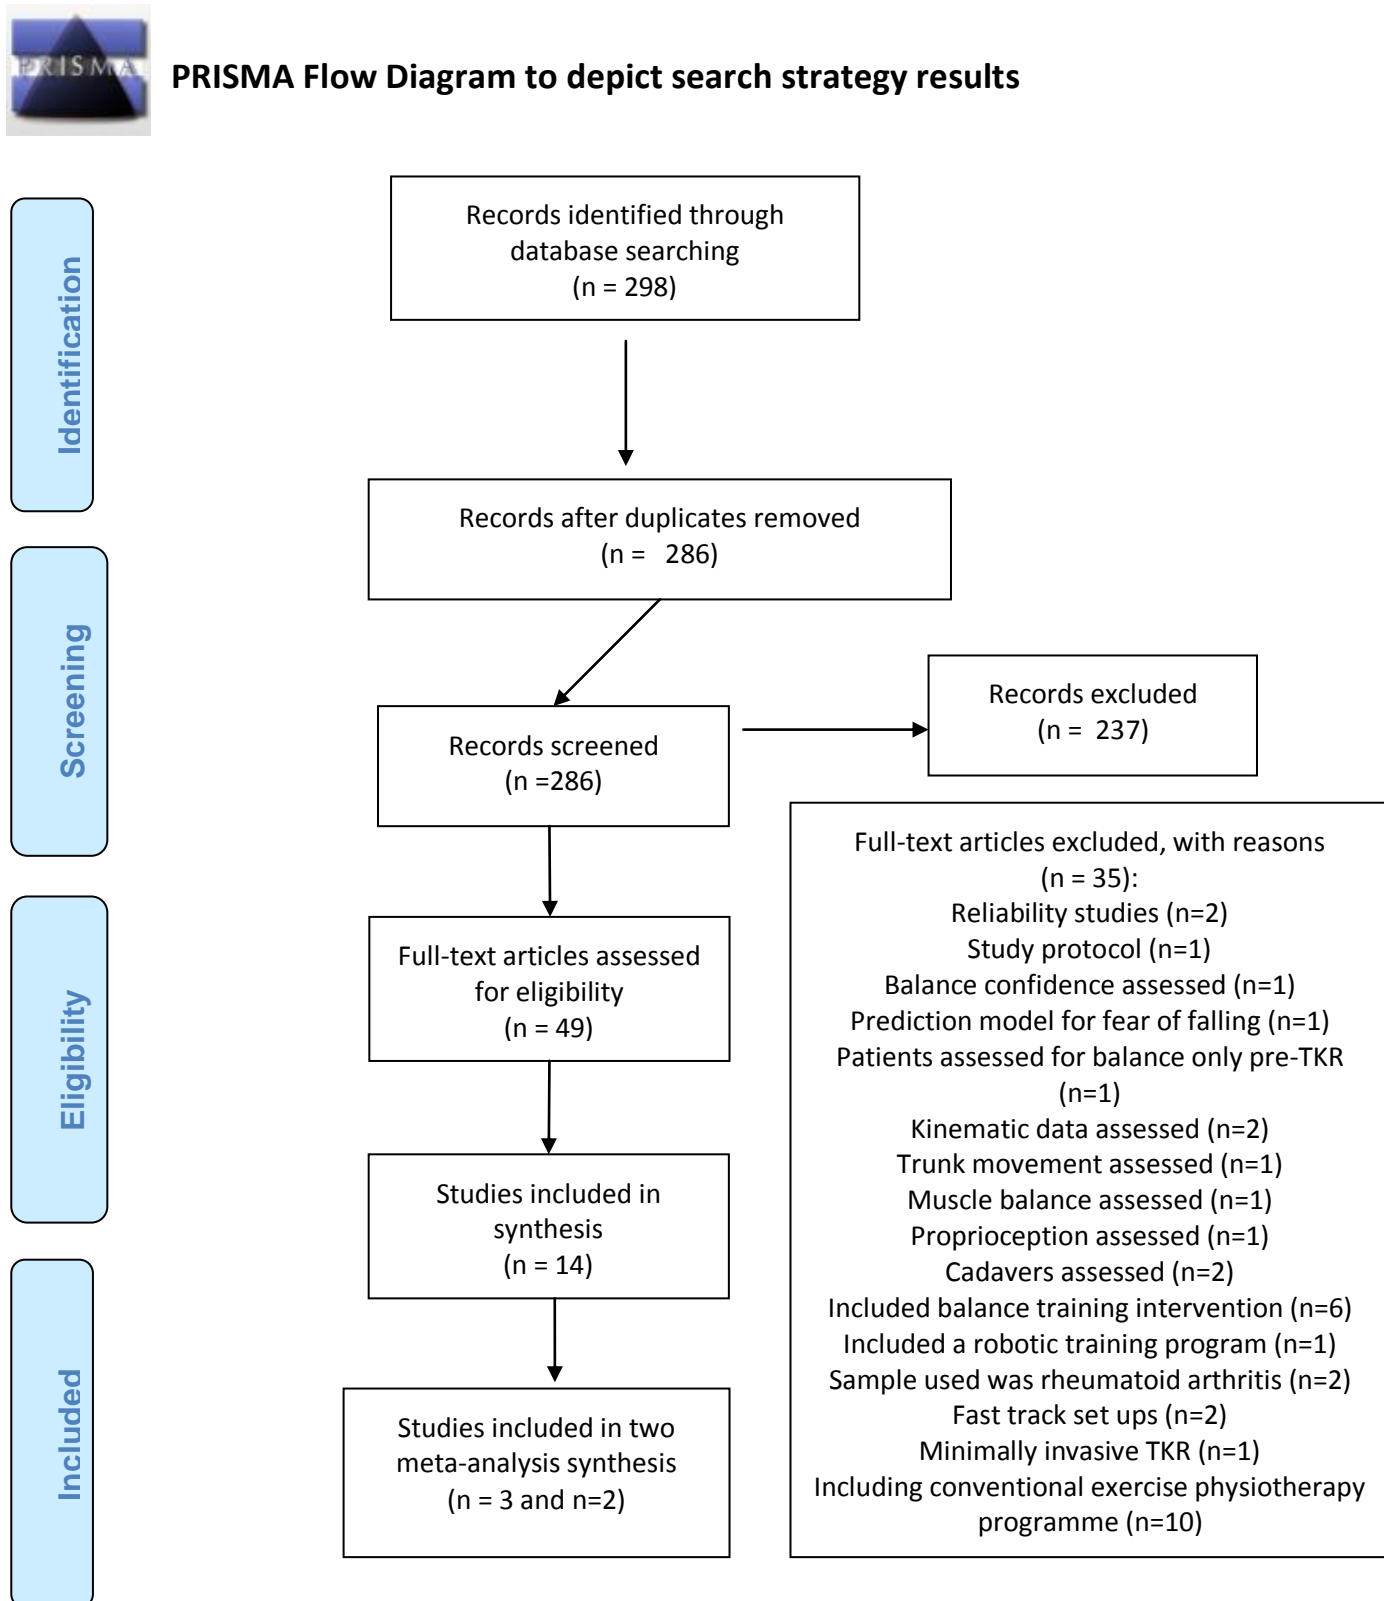 PRISMA
PRISMA Flow Diagram to depict search strategy results
Identification
Records identified through
database searching
(n = 298)
Records after duplicates removed
(n = 286)
Screening
Records screened
(n =286)
Records excluded
(n = 237)
Eligibility
Full-text articles assessed
for eligibility
(n = 49)
Full-text articles excluded, with reasons
(n = 35):
Reliability studies (n=2)
Study protocol (n=1)
Balance confidence assessed (n=1)
Prediction model for fear of falling (n=1)
Patients assessed for balance only pre-TKR
(n=1)
Kinematic data assessed (n=2)
Trunk movement assessed (n=1)
Muscle balance assessed (n=1)
Proprioception assessed (n=1)
Cadavers assessed (n=2)
Included balance training intervention (n=6)
Included a robotic training program (n=1)
Sample used was rheumatoid arthritis (n=2)
Fast track set ups (n=2)
Minimally invasive TKR (n=1)
Including conventional exercise physiotherapy
programme (n=10)
Studies included in
synthesis
(n = 14)
Included
Studies included in two
meta-analysis synthesis
(n = 3 and n=2)